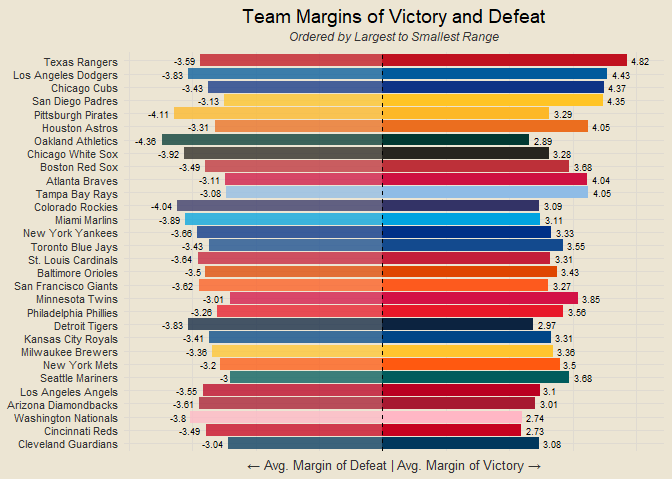 Team Margins of Victory and Defeat
Ordered by Largest to Smallest Range
Texas Rangers -3.59 4.82
Los Angeles Dodgers -3.83 4.43
Chicago Cubs -3.43 4.37
San Diego Padres -3.13 4.35
Pittsburgh Pirates -4.11 3.29
Houston Astros -3.31 4.05
Oakland Athletics -4.36 2.89
Chicago White Sox -3.92 3.28
Boston Red Sox -3.49 3.68
Atlanta Braves -3.11 4.04
Tampa Bay Rays -3.08 4.05
Colorado Rockies -4.04 3.09
Miami Marlins -3.89 3.11
New York Yankees -3.66 3.33
Toronto Blue Jays -3.43 3.55
St. Louis Cardinals -3.64 3.31
Baltimore Orioles -3.5 3.43
San Francisco Giants -3.62 3.27
Minnesota Twins -3.01 3.85
Philadelphia Phillies -3.26 3.56
Detroit Tigers -3.83 2.97
Kansas City Royals -3.41 3.31
Milwaukee Brewers -3.36 3.36
New York Mets -3.2 3.5
Seattle Mariners -3 3.68
Los Angeles Angels -3.55 3.1
Arizona Diamondbacks -3.61 3.01
Washington Nationals -3.8 2.74
Cincinnati Reds -3.49 2.73
Cleveland Guardians -3.04 3.08
← Avg. Margin of Defeat | Avg. Margin of Victory →